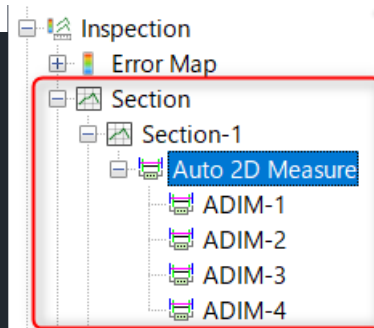 Inspection
Error Map
Section
Section-1
Auto 2D Measure
ADIM-1
ADIM-2
ADIM-3
ADIM-4